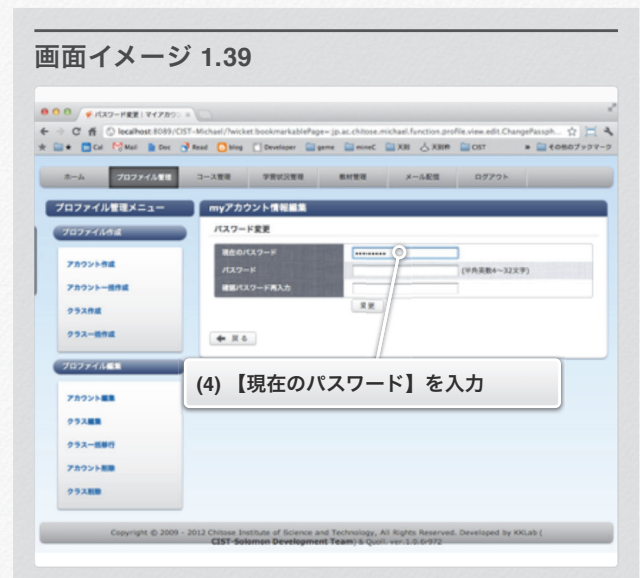 画面イメージ 1.39
パスワード変更 | マイアカウ
localhost:8089/CIST-Michael/?wicket:bookmarkablePage=:jp.ac.chitose.michael.function.profile.view.edit.ChangePassph...
Cal Mail Doc Read blog Developer game mineC CIST その他のブックマーク
ホーム プロファイル管理 コース管理 学習状況管理 教材管理 メール配信 ログアウト
プロファイル管理メニュー
プロファイル作成
アカウント作成
アカウント一括作成
クラス作成
クラス一括作成
プロファイル編集
アカウント編集
クラス編集
クラス一括移行
アカウント削除
クラス削除
myアカウント情報編集
パスワード変更
現在のパスワード
パスワード (半角英数4〜32文字)
確認パスワード再入力
変更
戻る
(4) 【現在のパスワード】を入力
Copyright © 2009 - 2012 Chitose Institute of Science and Technology, All Rights Reserved. Developed by KKLab (
CIST-Solomon Development Team) & Quoll. ver:1.0.6r972